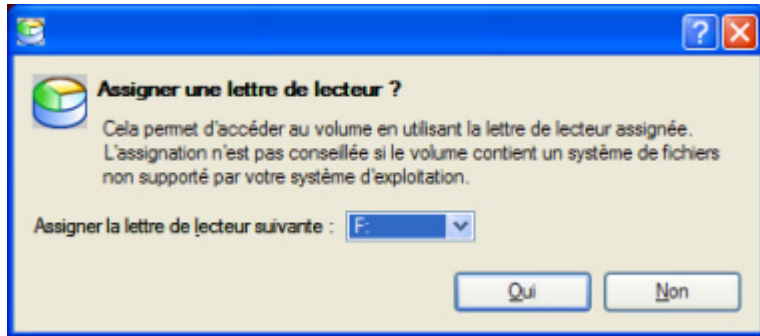 Assigner une lettre de lecteur ?
Cela permet d'accéder au volume en utilisant la lettre de lecteur assignée.
L'assignation n'est pas conseillée si le volume contient un système de fichiers
non supporté par votre système d'exploitation.
Assigner la lettre de lecteur suivante : F:
Oui Non